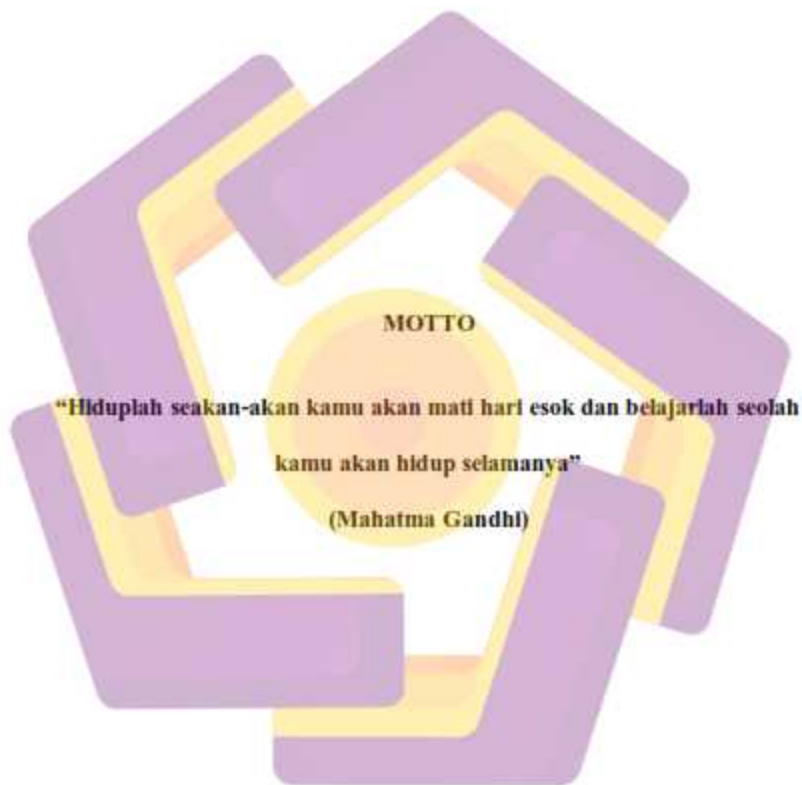 MOTTO
“Hiduplah seakan-akan kamu akan mati hari esok dan belajarlah seolah
kamu akan hidup selamanya”
(Mahatma Gandhi)